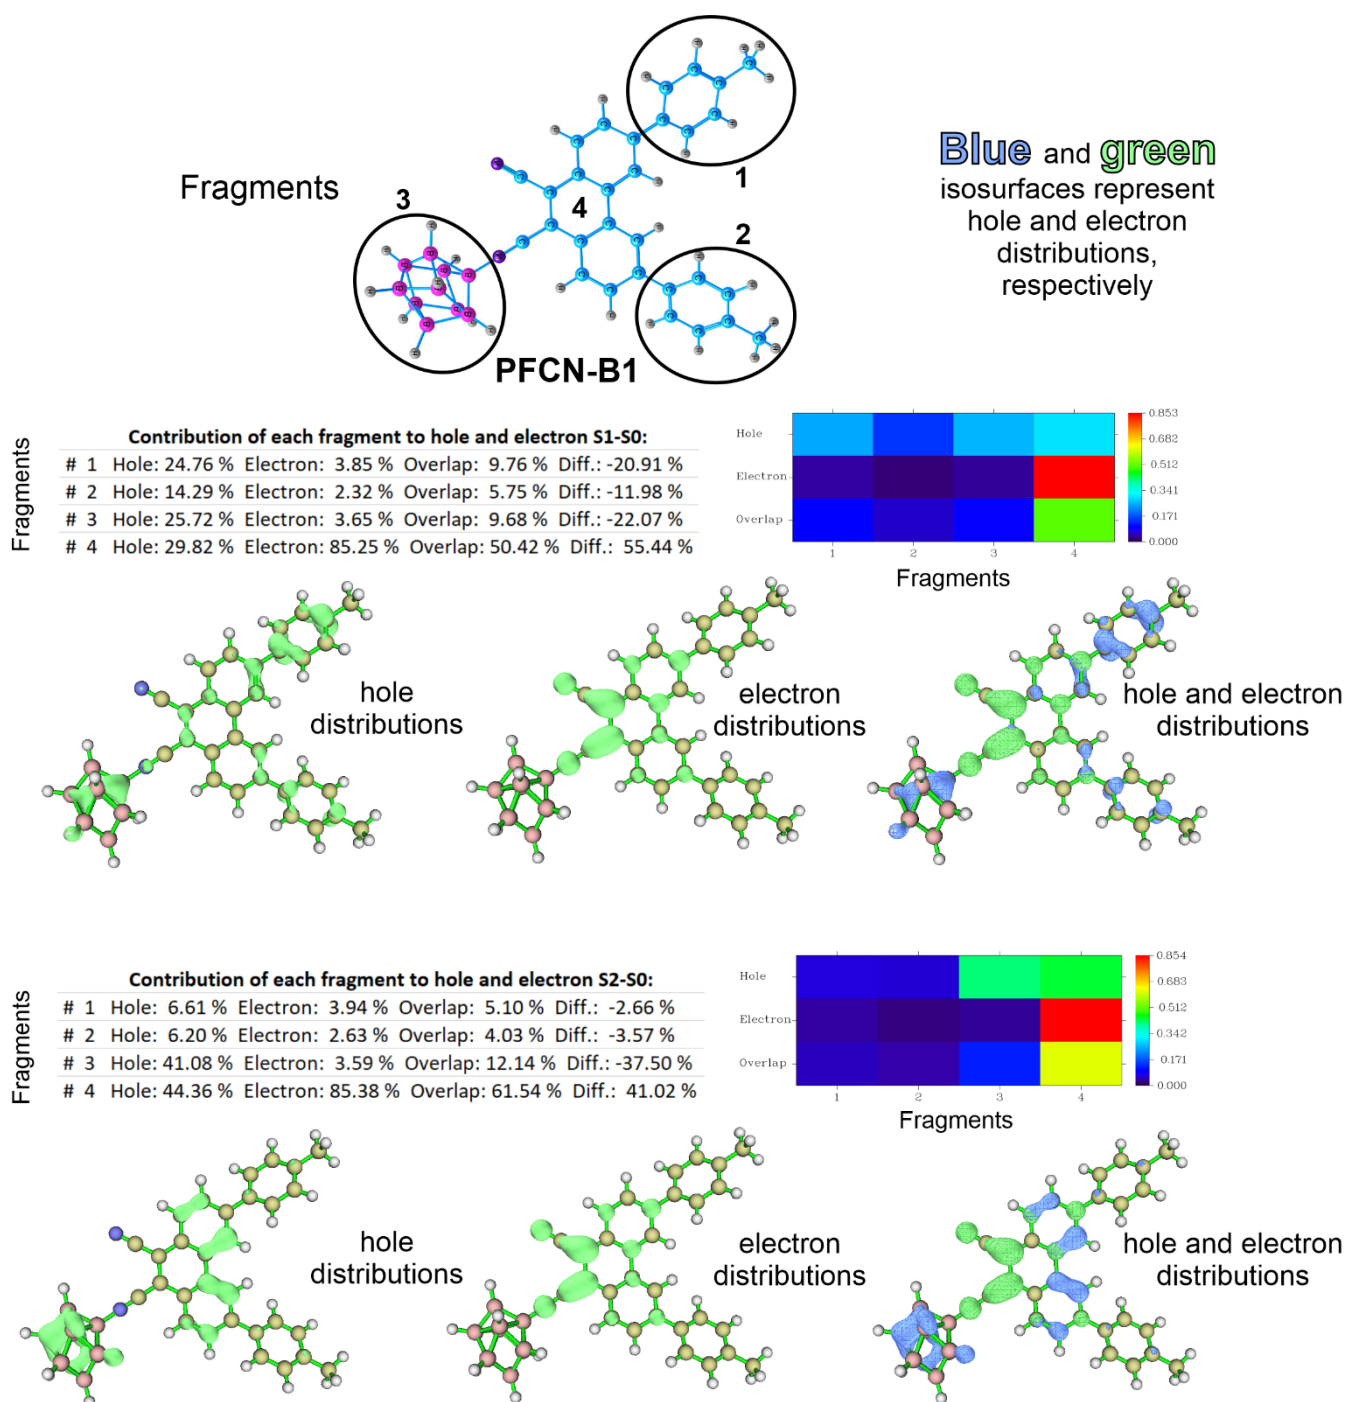 1
Fragments
3
4
2
PFCN-B1
Blue and green
isosurfaces represent
hole and electron
distributions,
respectively
Fragments
Contribution of each fragment to hole and electron S1-S0:
# 1 Hole: 24.76 % Electron: 3.85 % Overlap: 9.76 % Diff.: -20.91 %
# 2 Hole: 14.29 % Electron: 2.32 % Overlap: 5.75 % Diff.: -11.98 %
# 3 Hole: 25.72 % Electron: 3.65 % Overlap: 9.68 % Diff.: -22.07 %
# 4 Hole: 29.82 % Electron: 85.25 % Overlap: 50.42 % Diff.: 55.44 %
Hole
Electron
Overlap
1 2 3 4
Fragments
0.853
0.682
0.512
0.341
0.171
0.000
hole
distributions
electron
distributions
hole and electron
distributions
Fragments
Contribution of each fragment to hole and electron S2-S0:
# 1 Hole: 6.61 % Electron: 3.94 % Overlap: 5.10 % Diff.: -2.66 %
# 2 Hole: 6.20 % Electron: 2.63 % Overlap: 4.03 % Diff.: -3.57 %
# 3 Hole: 41.08 % Electron: 3.59 % Overlap: 12.14 % Diff.: -37.50 %
# 4 Hole: 44.36 % Electron: 85.38 % Overlap: 61.54 % Diff.: 41.02 %
Hole
Electron
Overlap
1 2 3 4
Fragments
0.854
0.683
0.512
0.342
0.171
0.000
hole
distributions
electron
distributions
hole and electron
distributions